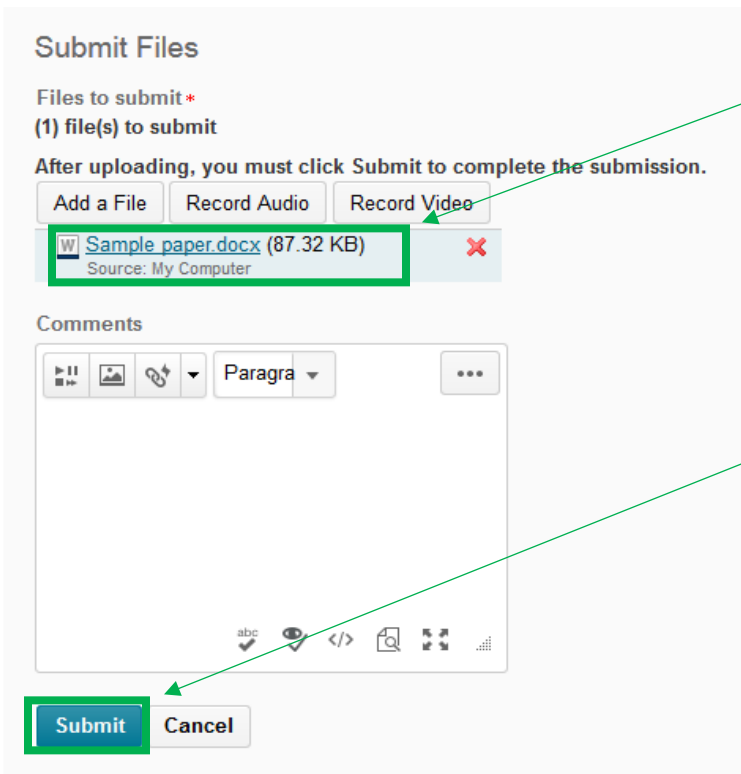 Submit Files
Files to submit *
(1) file(s) to submit
After uploading, you must click Submit to complete the submission.
Add a File Record Audio Record Video
W Sample paper.docx (87.32 KB)
Source: My Computer
Comments
Paragra
abc </>
Submit Cancel